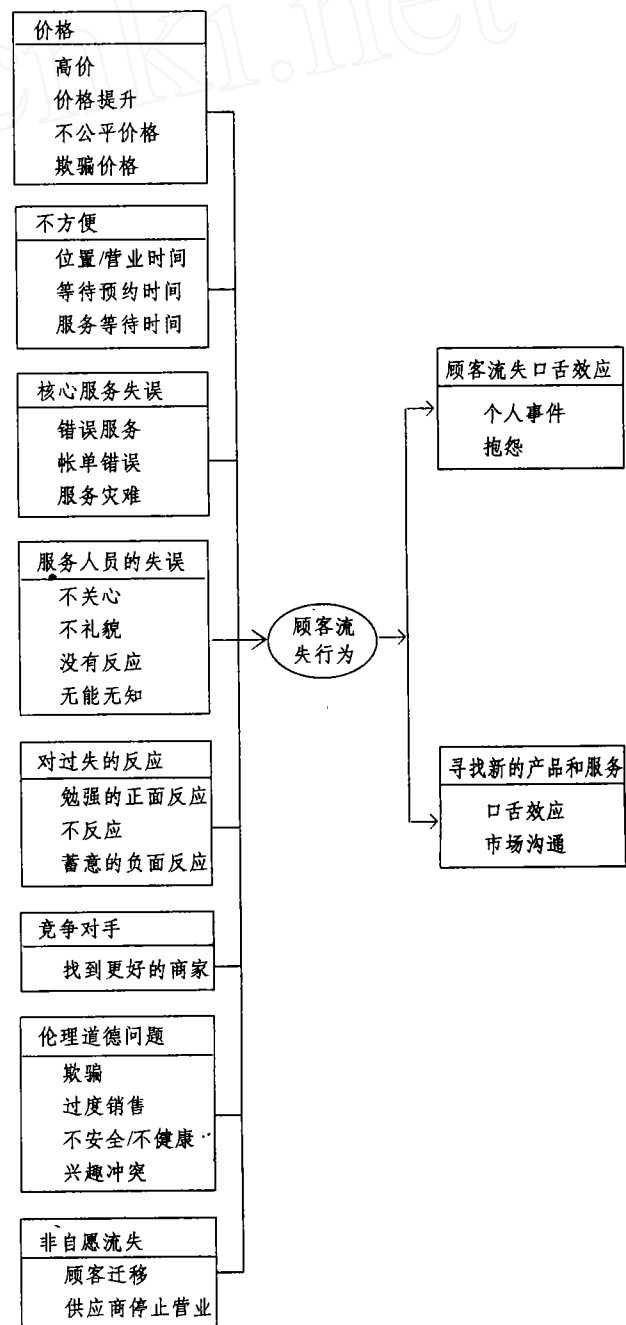 价格
高价
价格提升
不公平价格
欺骗价格
不方便
位置/营业时间
等待预约时间
服务等待时间
核心服务失误
错误服务
帐单错误
服务灾难
服务人员的失误
不关心
不礼貌
没有反应
无能无知
对过失的反应
勉强的正面反应
不反应
蓄意的负面反应
竞争对手
找到更好的商家
伦理道德问题
欺骗
过度销售
不安全/不健康
兴趣冲突
非自愿流失
顾客迁移
供应商停止营业
顾客流
失行为
顾客流失口舌效应
个人事件
抱怨
寻找新的产品和服务
口舌效应
市场沟通